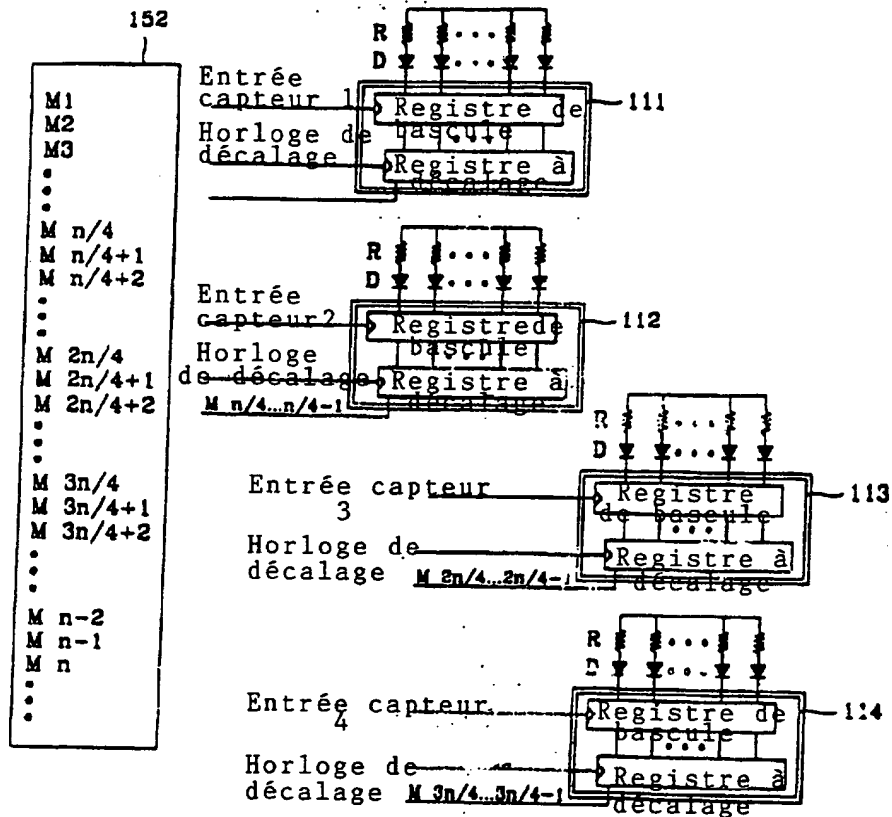 152
M1
M2
M3
M n/4
M n/4+1
M n/4+2
M 2n/4
M 2n/4+1
M 2n/4+2
M 3n/4
M 3n/4+1
M 3n/4+2
M n-2
M n-1
M n
R
D
Entrée
capteur 1
Registre de
bascule
111
Horloge de
décalage
Registre à
décalage
R
D
Entrée
capteur2
Registrede
bascule
112
Horloge
de décalage
Registre à
décalage
M n/4...n/4-1
R
D
Entrée capteur
3
Registre
de bascule
113
Horloge de
décalage
Registre à
décalage
M 2n/4...2n/4-1
R
D
Entrée capteur
4
Registre de
bascule
114
Horloge de
décalage
Registre à
décalage
M 3n/4...3n/4-1